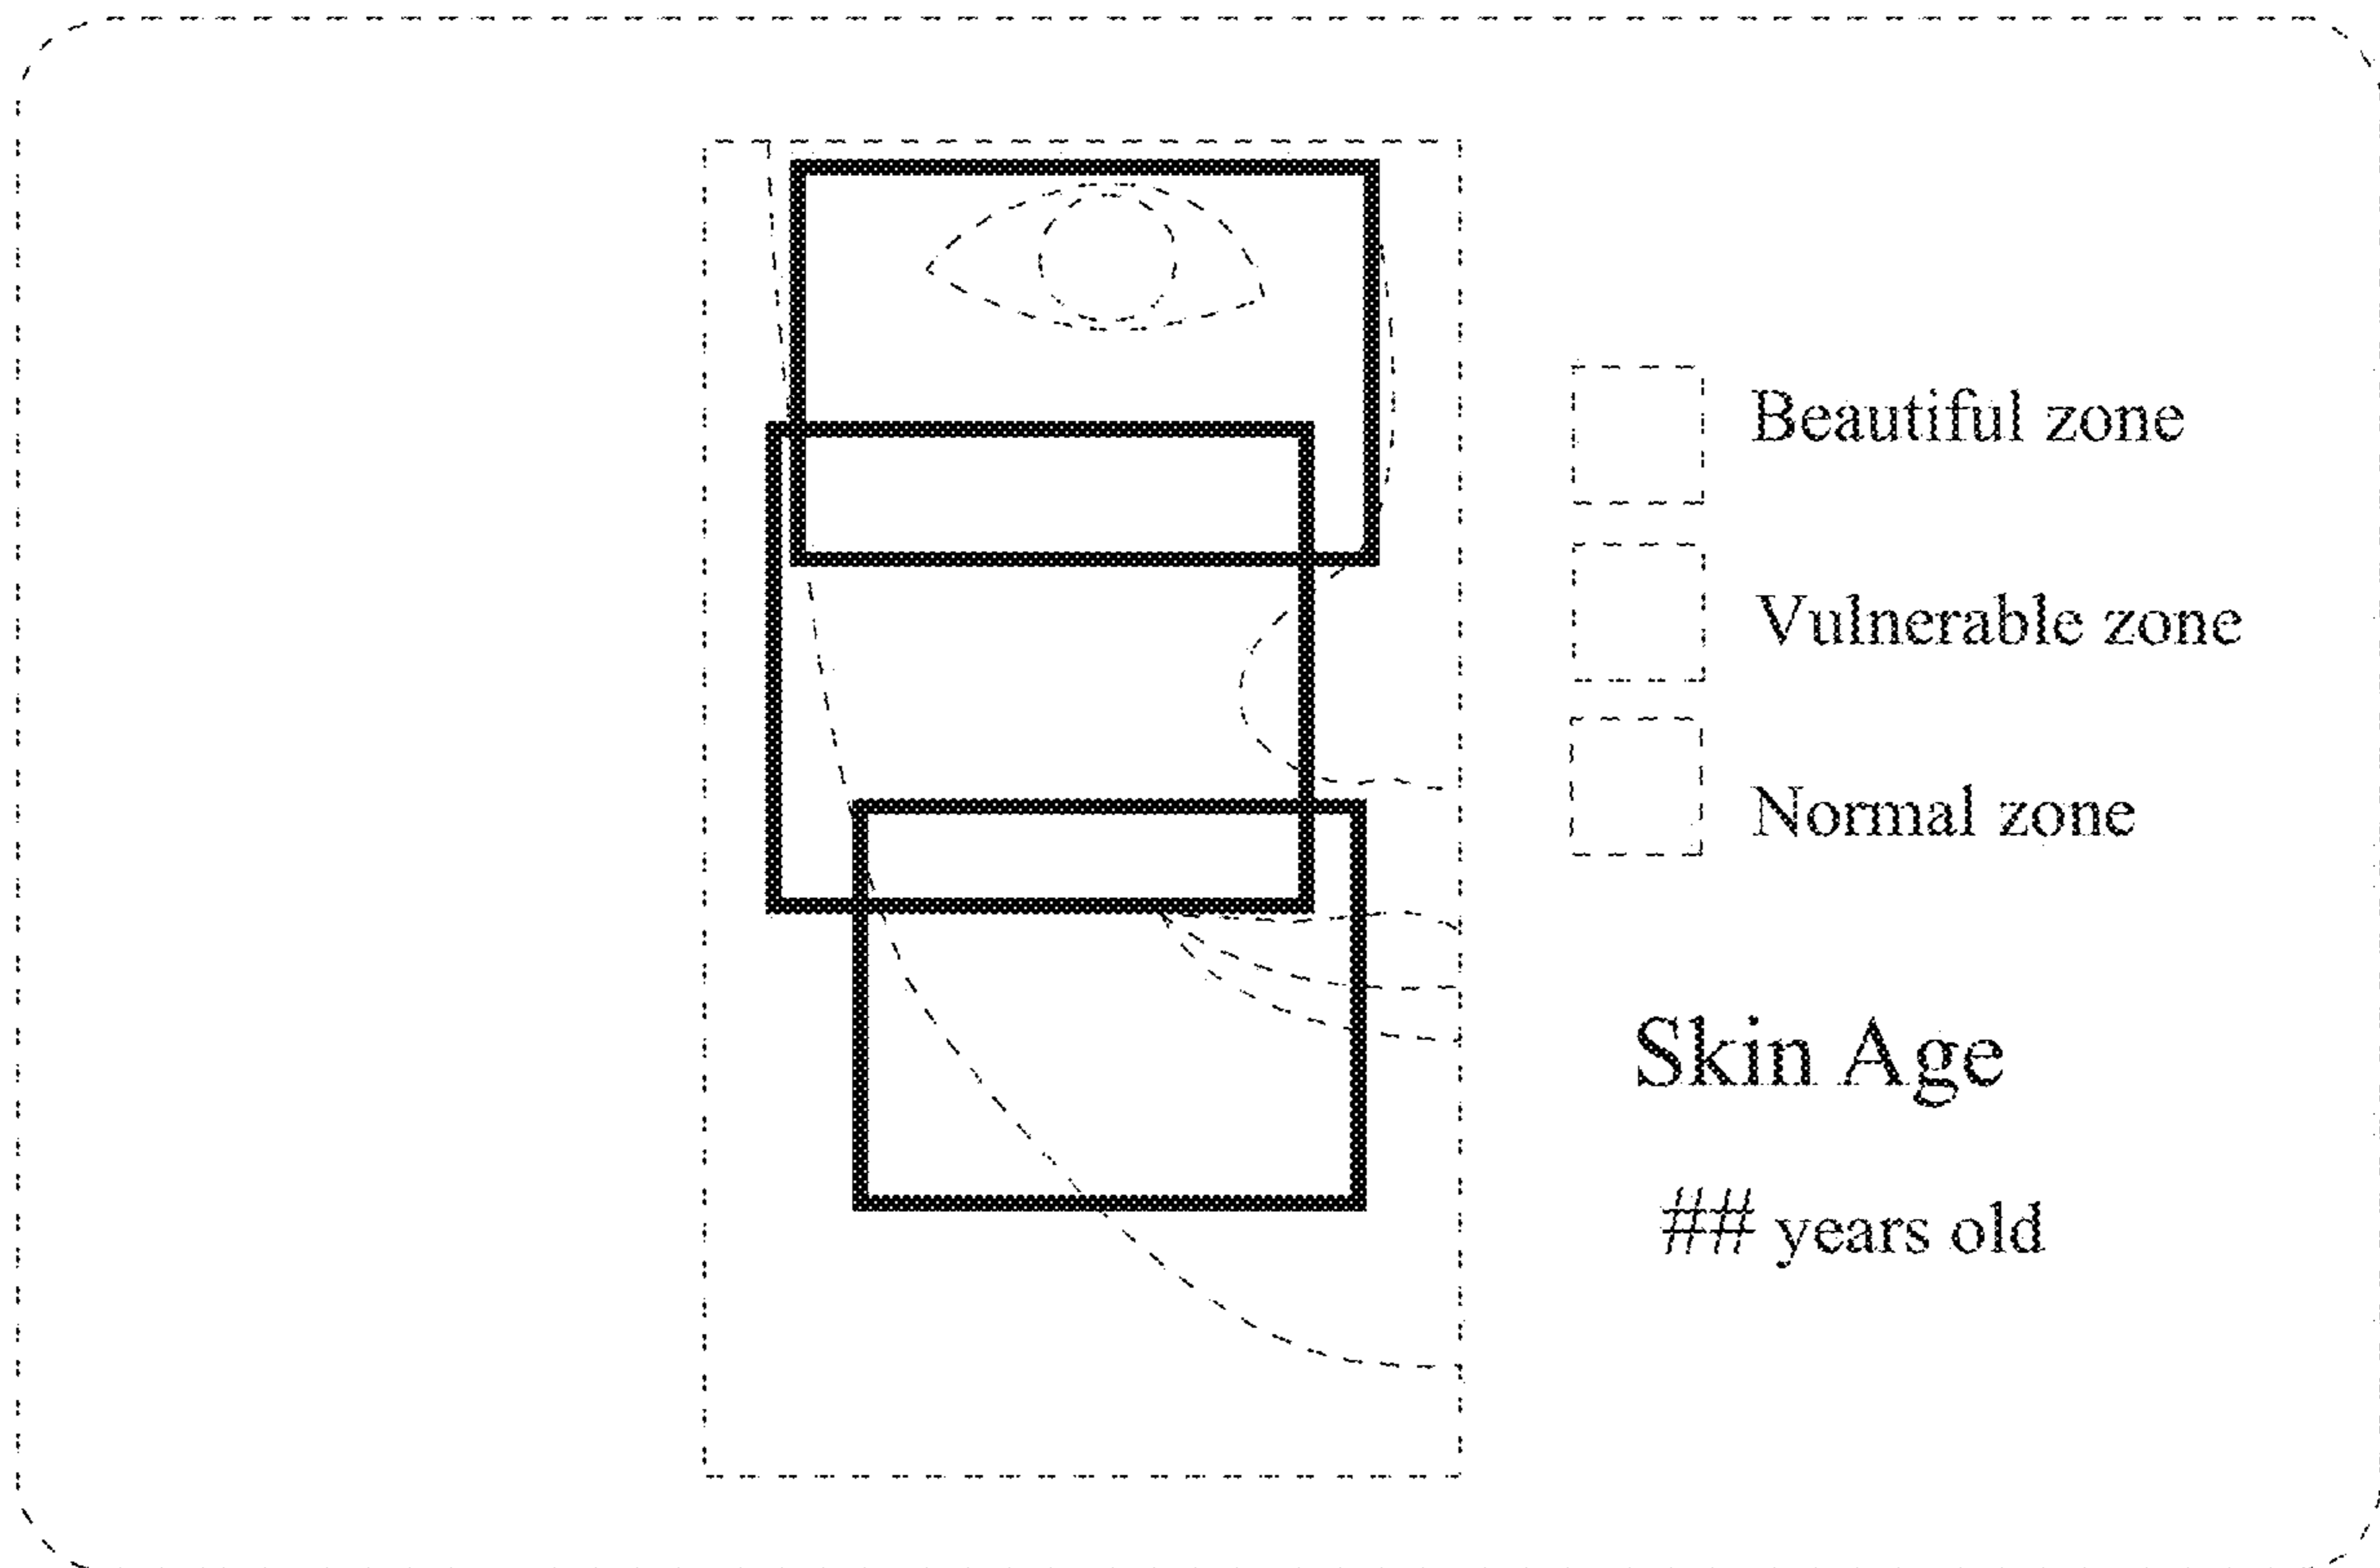 Beautiful zone
Vulnerable zone
Normal zone
Skin Age
## years old